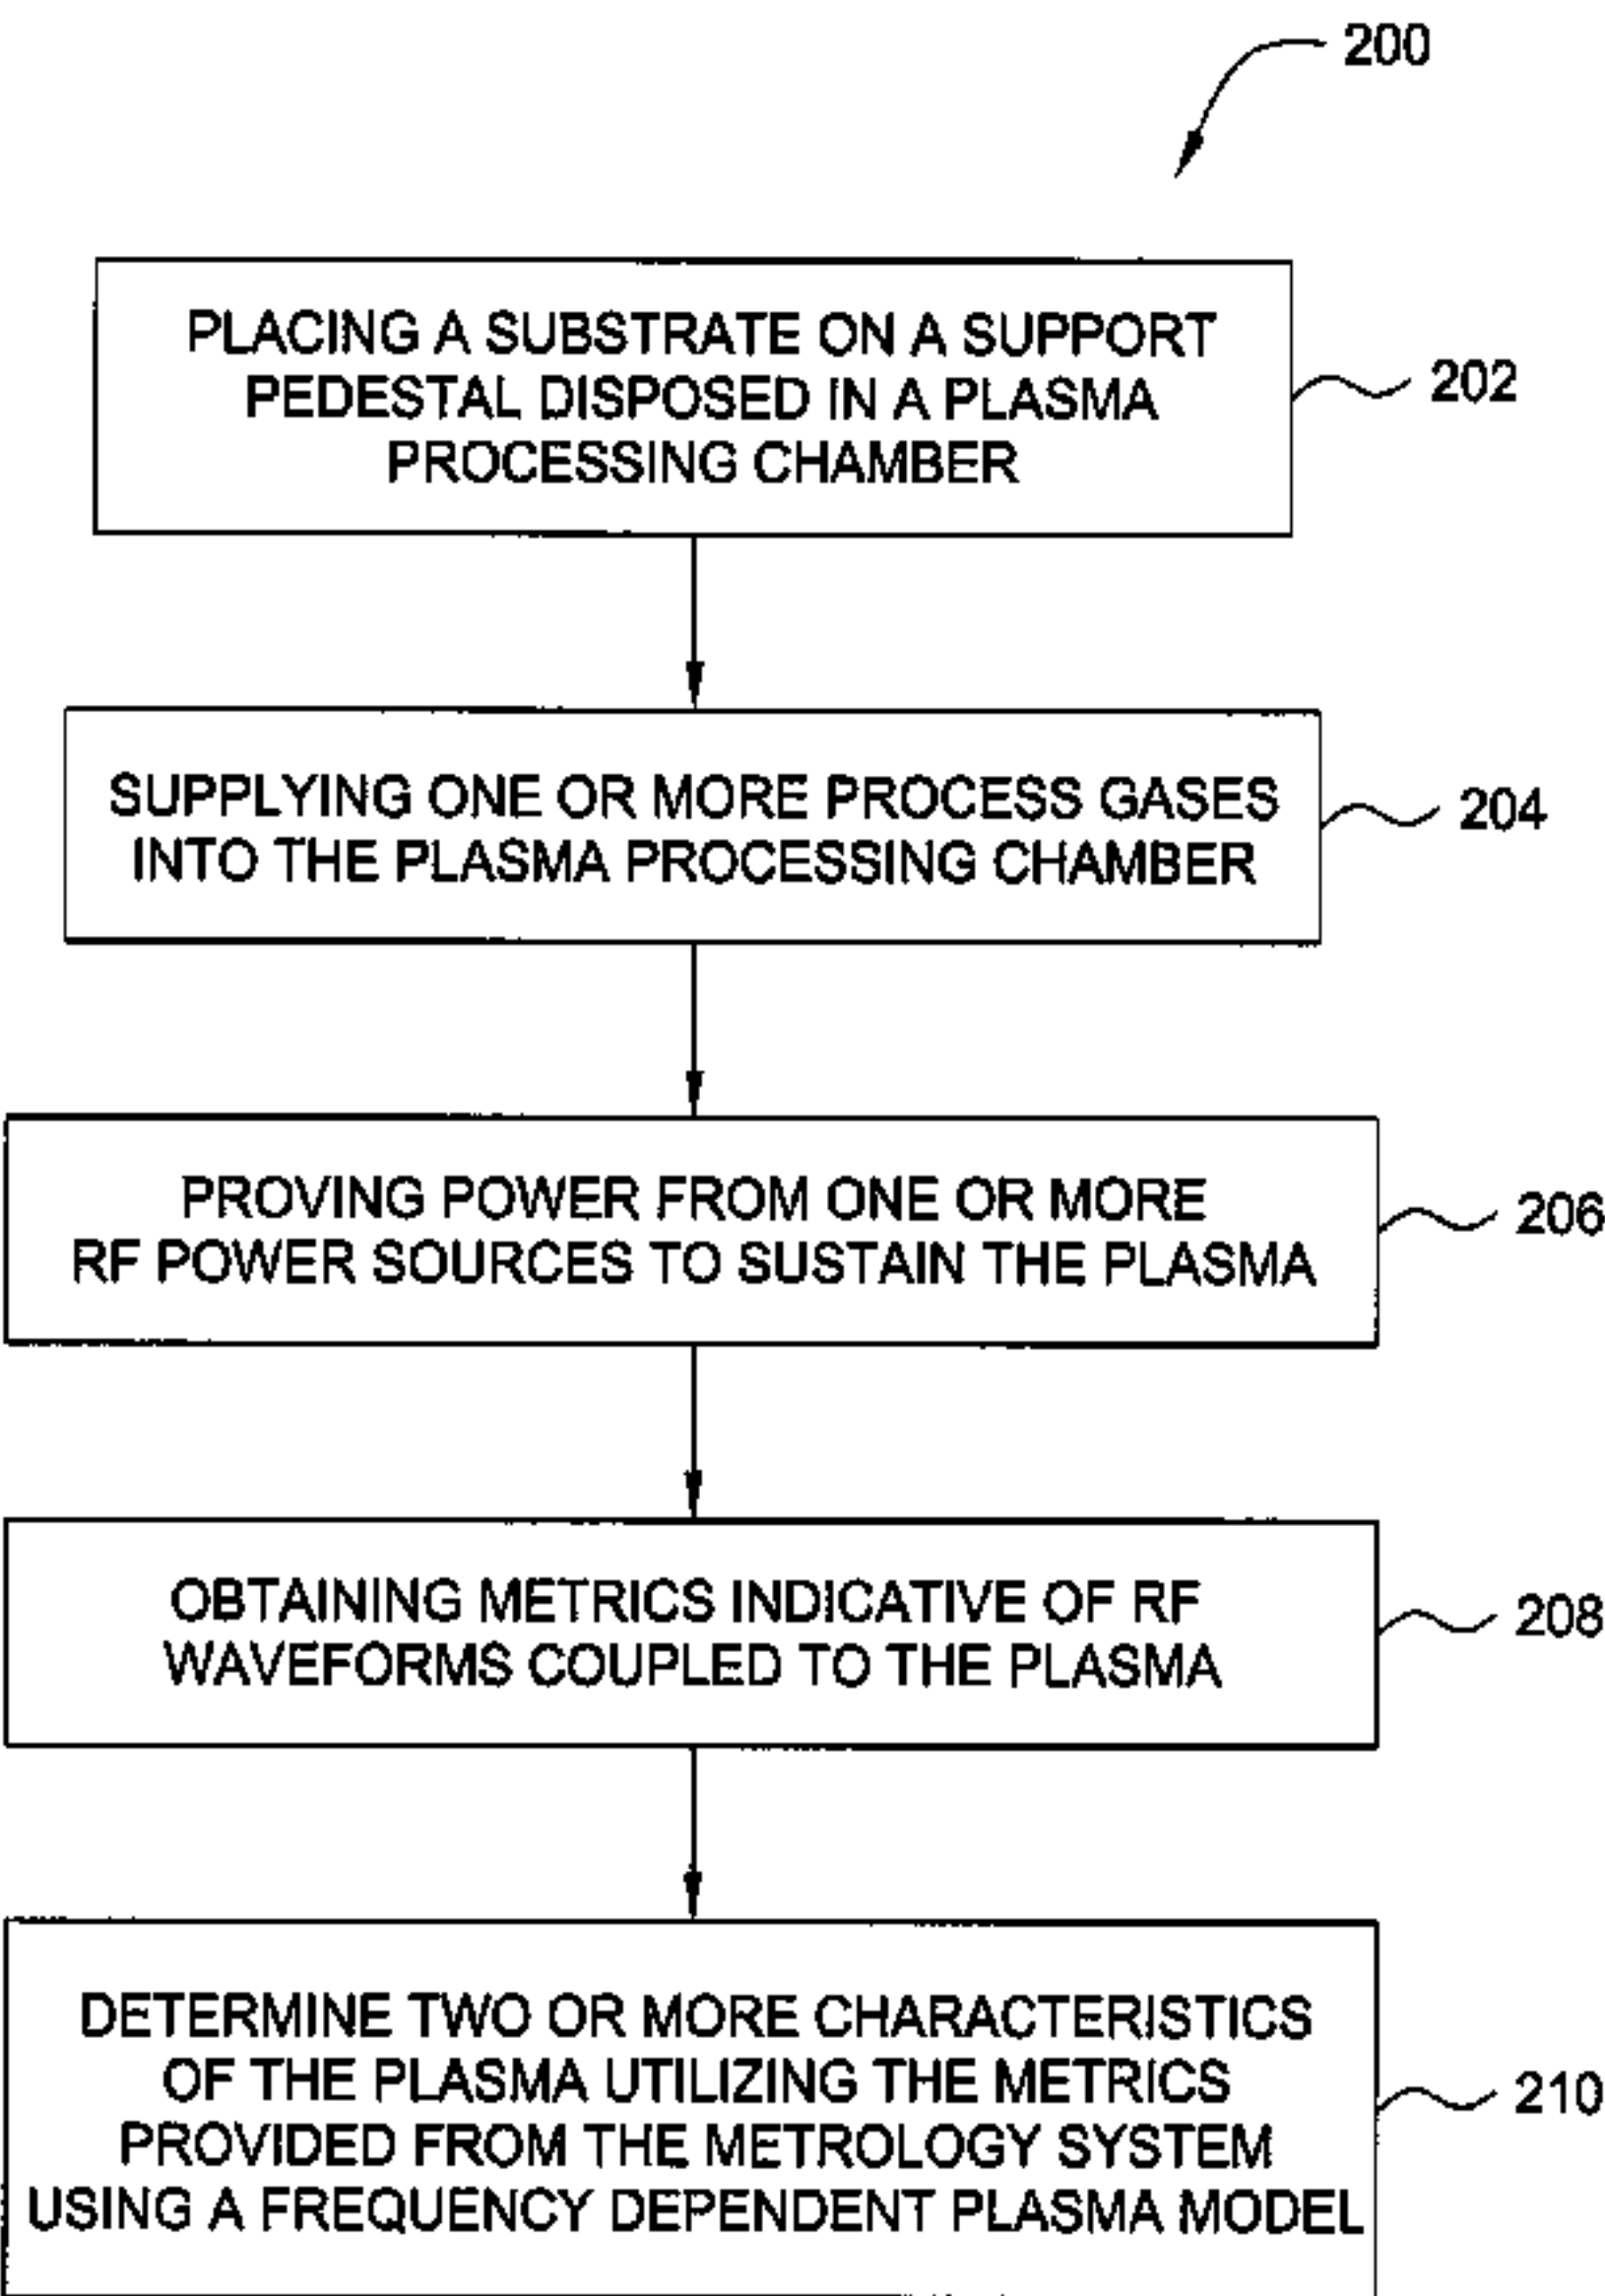 200
PLACING A SUBSTRATE ON A SUPPORT
PEDESTAL DISPOSED IN A PLASMA
PROCESSING CHAMBER
202
SUPPLYING ONE OR MORE PROCESS GASES
INTO THE PLASMA PROCESSING CHAMBER
204
PROVING POWER FROM ONE OR MORE
RF POWER SOURCES TO SUSTAIN THE PLASMA
206
OBTAINING METRICS INDICATIVE OF RF
WAVEFORMS COUPLED TO THE PLASMA
208
DETERMINE TWO OR MORE CHARACTERISTICS
OF THE PLASMA UTILIZING THE METRICS
PROVIDED FROM THE METROLOGY SYSTEM
USING A FREQUENCY DEPENDENT PLASMA MODEL
210